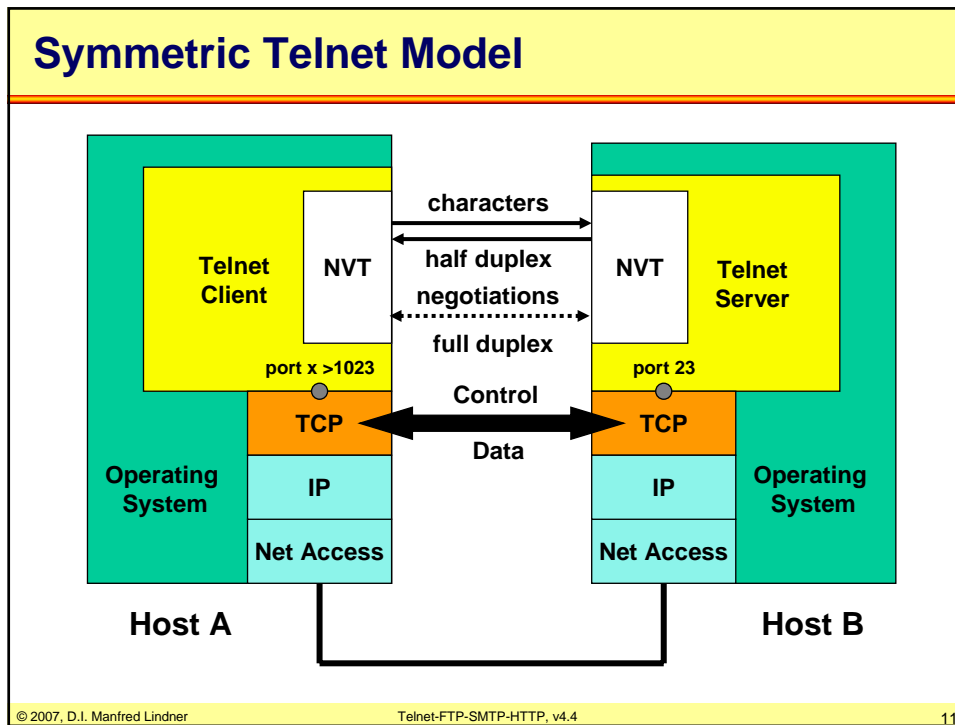 Symmetric Telnet Model
characters
Telnet
Client
NVT
half duplex
NVT
Telnet
Server
negotiations
full duplex
port x >1023
port 23
Control
TCP
TCP
Data
Operating
System
IP
IP
Operating
System
Net Access
Net Access
Host A
Host B
© 2007, D.I. Manfred Lindner
Telnet-FTP-SMTP-HTTP, v4.4
11